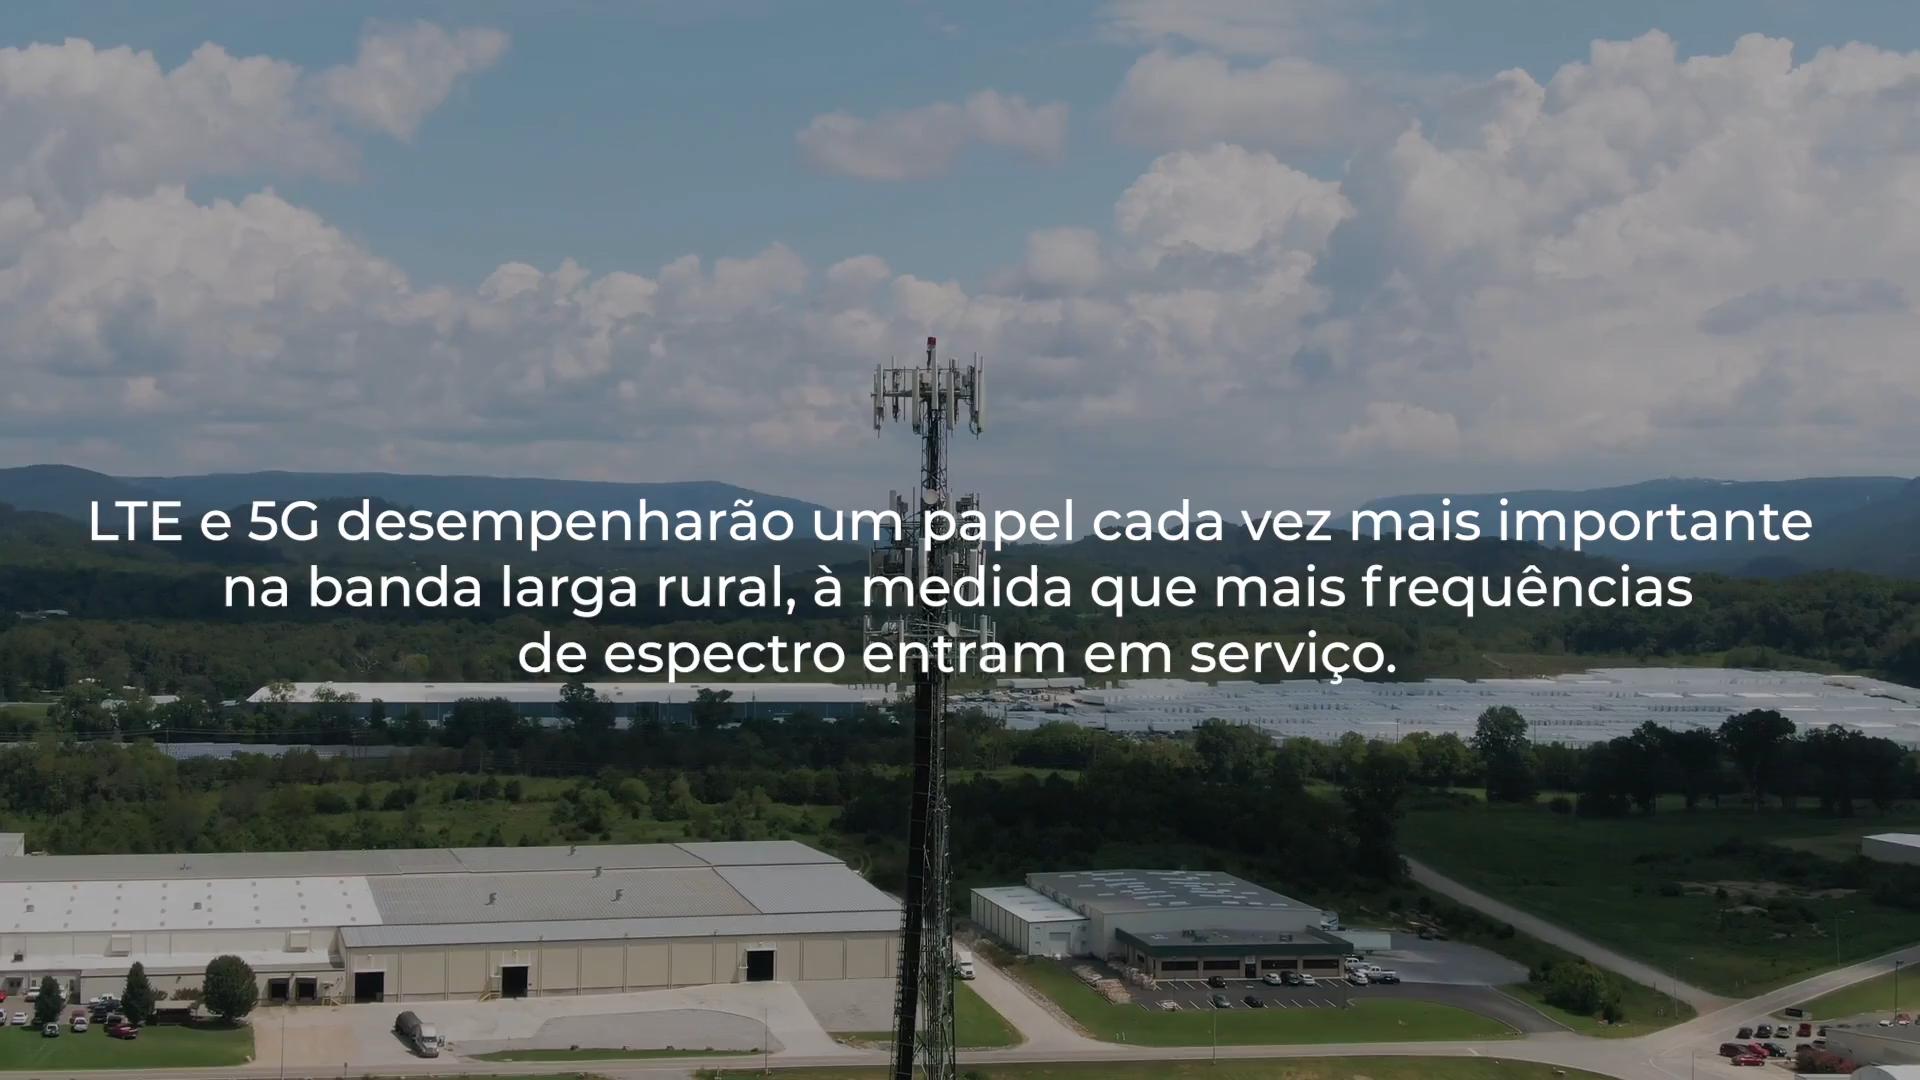 LTE e 5G desempenharão um papel cada vez mais importante
na banda larga rural, à medida que mais frequências
de espectro entram em serviço.